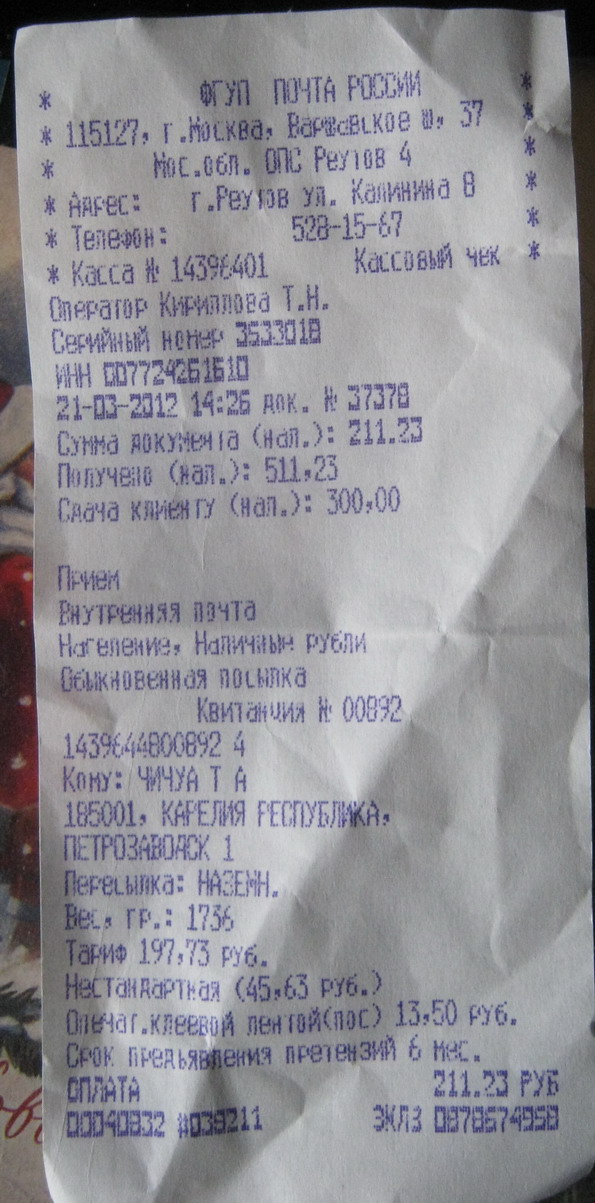 * ФГУП ПОЧТА РОССИИ *
* 115127, г.Москва, Варшавское ш, 37 *
* Мос.обл. ОПС Реутов 4 *
* Адрес: г.Реутов ул. Калинина 8 *
* Телефон: 528-15-67 *
* Касса № 14396401 Кассовый чек *
Оператор Кириллова Т.Н.
Серийный номер 3533018
ИНН 007724261610
21-03-2012 14:26 док. № 37378
Сумма документа (нал.): 211.23
Получено (нал.): 511,23
Сдача клиенту (нал.): 300,00
Прием
Внутренняя почта
Население, Наличные рубли
Обыкновенная посылка
Квитанция № 00892
1439644800892 4
Кому: ЧИЧУА Т А
185001, КАРЕЛИЯ РЕСПУБЛИКА,
ПЕТРОЗАВОДСК 1
Пересылка: НАЗЕМН.
Вес, гр.: 1736
Тариф 197,73 руб.
Нестандартная (45,63 руб.)
Опечат.клеевой лентой(пос) 13,50 руб.
Срок предъявления претензий 6 мес.
ОПЛАТА 211.23 РУБ
00040832 #039211 ЭКЛЗ 0878674958